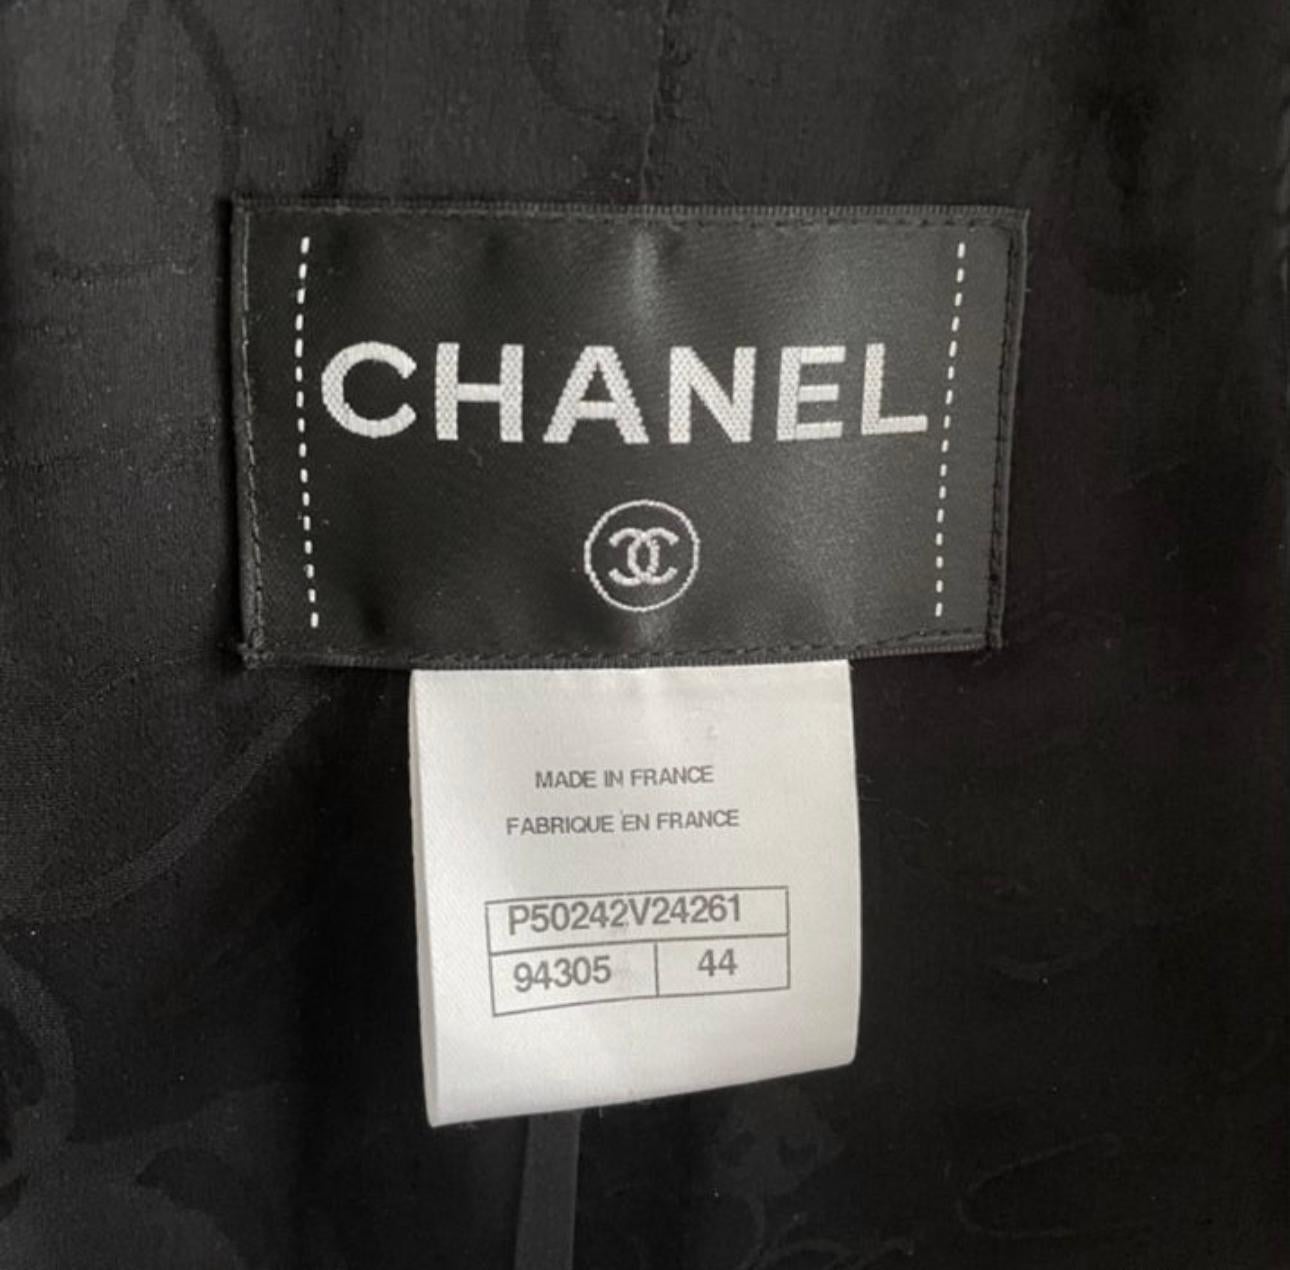 CHANEL
MADE IN FRANCE
FABRIQUE EN FRANCE
P50242V24261
94305 44